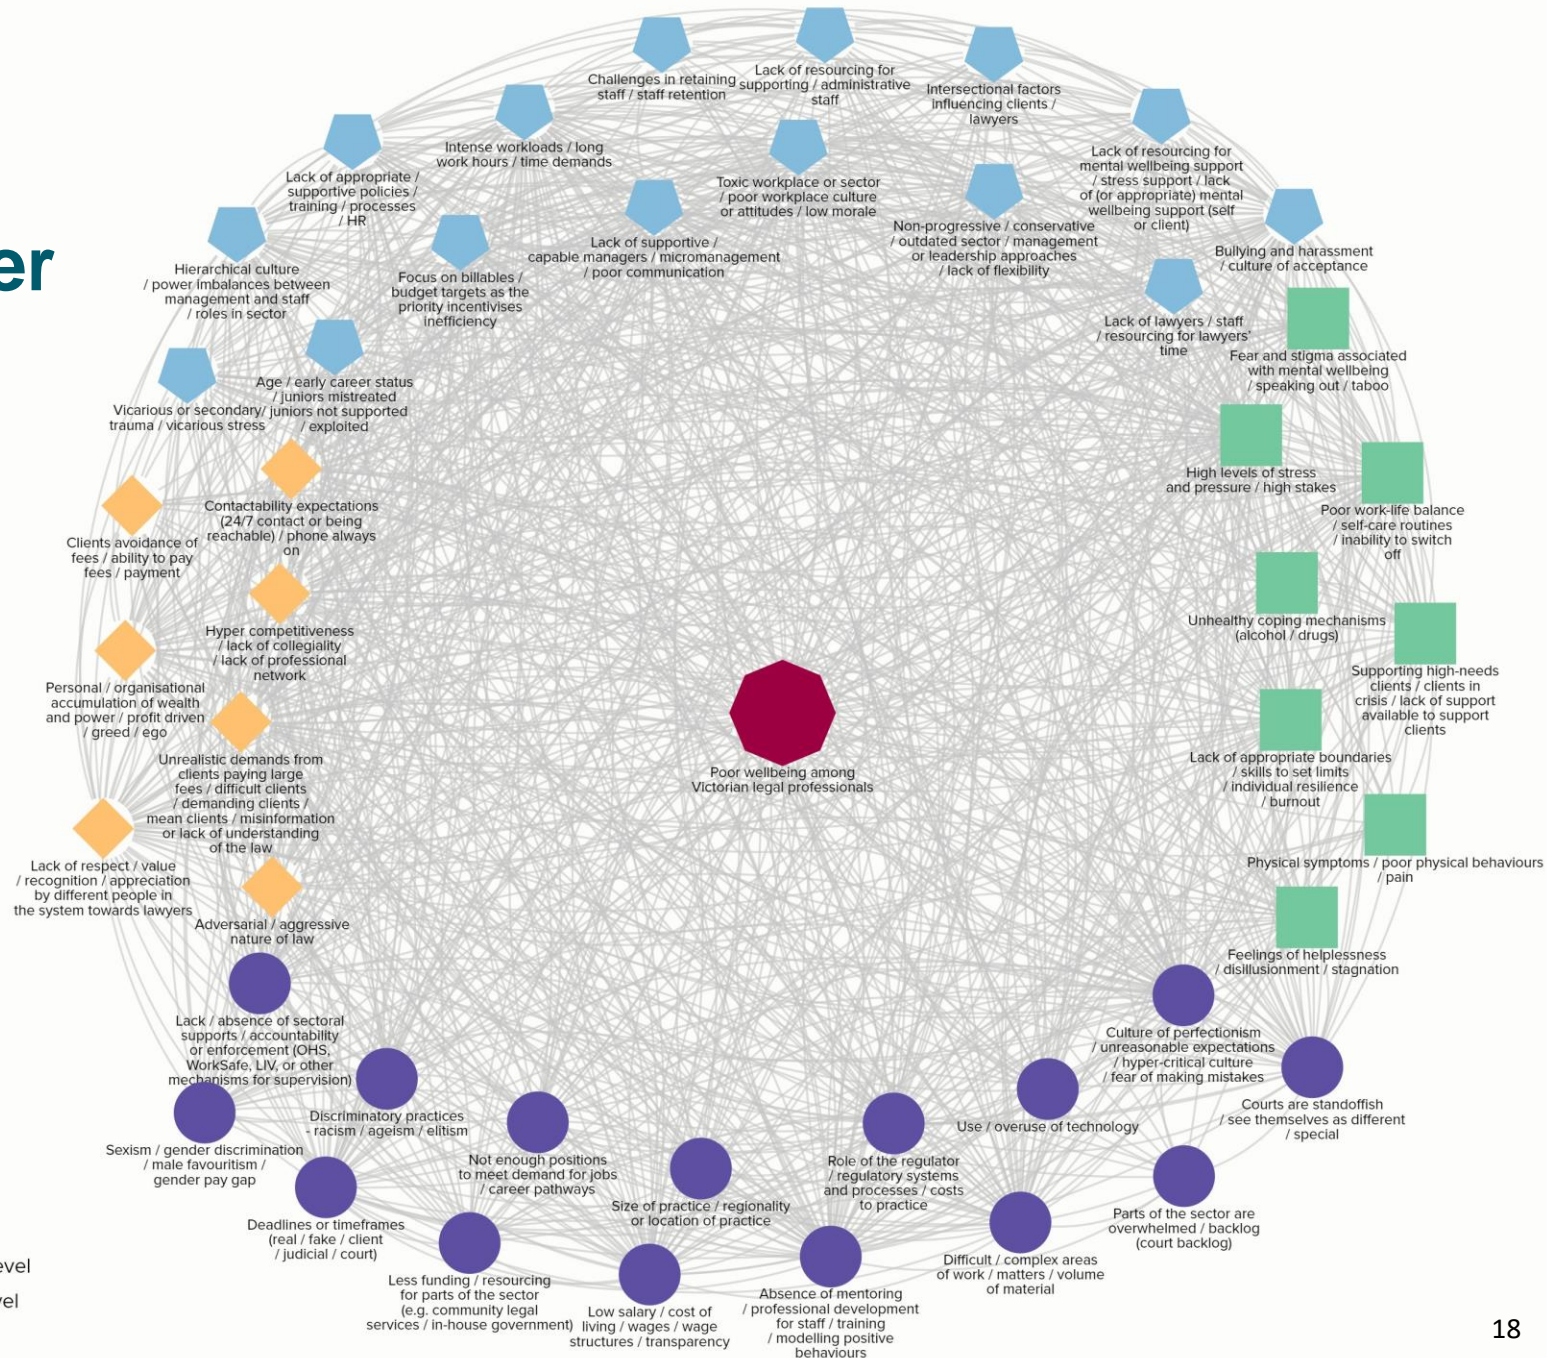 er
Challenges in retaining
staff / staff retention
Lack of resourcing for
supporting / administrative
staff
Intersectional factors
influencing clients /
lawyers
Intense workloads / long
work hours / time demands
Lack of resourcing for
mental wellbeing support
/ stress support / lack
of (or appropriate) mental
wellbeing support (self
or client)
Lack of appropriate /
supportive policies /
training / processes
/ HR
Toxic workplace or sector
/ poor workplace culture
or attitudes / low morale
Non-progressive / conservative
/ outdated sector / management
or leadership approaches
/ lack of flexibility
Lack of supportive /
capable managers / micromanagement
/ poor communication
Bullying and harassment
/ culture of acceptance
Hierarchical culture
/ power imbalances between
management and staff
/ roles in sector
Focus on billables /
budget targets as the
priority incentivises
inefficiency
Lack of lawyers / staff
/ resourcing for lawyers'
time
Fear and stigma associated
with mental wellbeing
/ speaking out / taboo
Age / early career status
/ juniors mistreated
/ juniors not supported
/ exploited
Vicarious or secondary
trauma / vicarious stress
High levels of stress
and pressure / high stakes
Contactability expectations
(24/7 contact or being
reachable) / phone always
on
Poor work-life balance
/ self-care routines
/ inability to switch
off
Clients avoidance of
fees / ability to pay
fees / payment
Unhealthy coping mechanisms
(alcohol / drugs)
Hyper competitiveness
/ lack of collegiality
/ lack of professional
network
Supporting high-needs
clients / clients in
crisis / lack of support
available to support
clients
Personal / organisational
accumulation of wealth
and power / profit driven
/ greed / ego
Unrealistic demands from
clients paying large
fees / difficult clients
/ demanding clients /
mean clients / misinformation
or lack of understanding
of the law
Poor wellbeing among
Victorian legal professionals
Lack of appropriate boundaries
/ skills to set limits
/ individual resilience
/ burnout
Lack of respect / value
/ recognition / appreciation
by different people in
the system towards lawyers
Physical symptoms / poor physical behaviours
/ pain
Adversarial / aggressive
nature of law
Feelings of helplessness
/ disillusionment / stagnation
Lack / absence of sectoral
supports / accountability
or enforcement (OHS,
WorkSafe, LIV, or other
mechanisms for supervision)
Culture of perfectionism
/ unreasonable expectations
/ hyper-critical culture
/ fear of making mistakes
Discriminatory practices
- racism / ageism / elitism
Use / overuse of technology
Courts are standoffish
/ see themselves as different
/ special
Sexism / gender discrimination
/ male favouritism /
gender pay gap
Not enough positions
to meet demand for jobs
/ career pathways
Role of the regulator
/ regulatory systems
and processes / costs
to practice
Size of practice / regionality
or location of practice
Deadlines or timeframes
(real / fake / client
/ judicial / court)
Parts of the sector are
overwhelmed / backlog
(court backlog)
Difficult / complex areas
of work / matters / volume
of material
Less funding / resourcing
for parts of the sector
(e.g. community legal
services / in-house government)
Low salary / cost of
living / wages / wage
structures / transparency
Absence of mentoring
/ professional development
for staff / training
/ modelling positive
behaviours
evel
vel
18